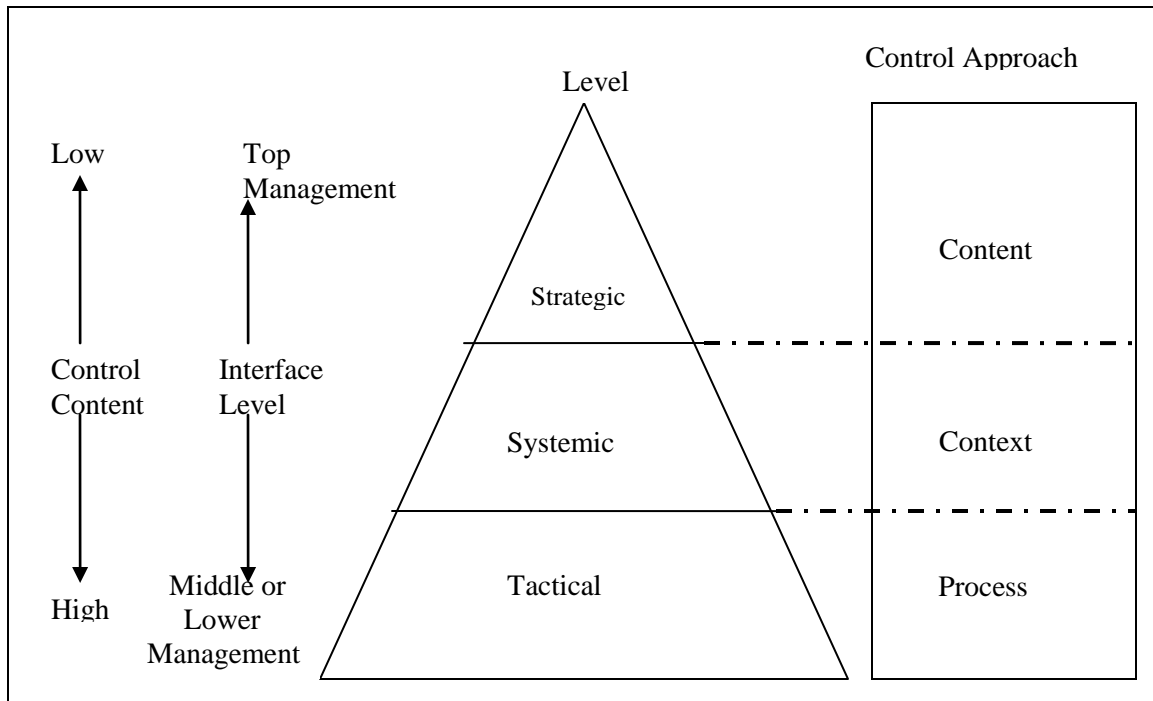 Control Approach
Level
Low
Top
Management
Content
Strategic
Control
Content
Interface
Level
Systemic
Context
High
Middle or
Lower
Management
Tactical
Process